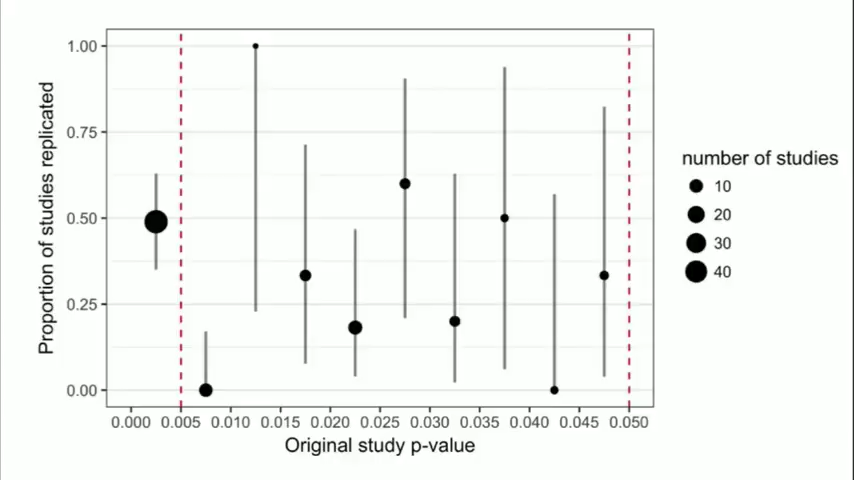 Proportion of studies replicated
1.00
0.75
0.50
0.25
0.00
0.000 0.005 0.010 0.015 0.020 0.025 0.030 0.035 0.040 0.045 0.050
Original study p-value
number of studies
10
20
30
40